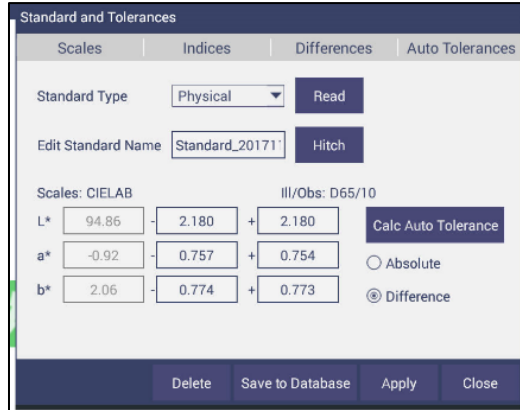 Standard and Tolerances
Scales Indices Differences Auto Tolerances
Standard Type Physical Read
Edit Standard Name Standard_20171 Hitch
Scales: CIELAB Ill/Obs: D65/10
L* 94.86 - 2.180 + 2.180 Calc Auto Tolerance
a* -0.92 - 0.757 + 0.754 Absolute
b* 2.06 - 0.774 + 0.773 Difference
Delete Save to Database Apply Close